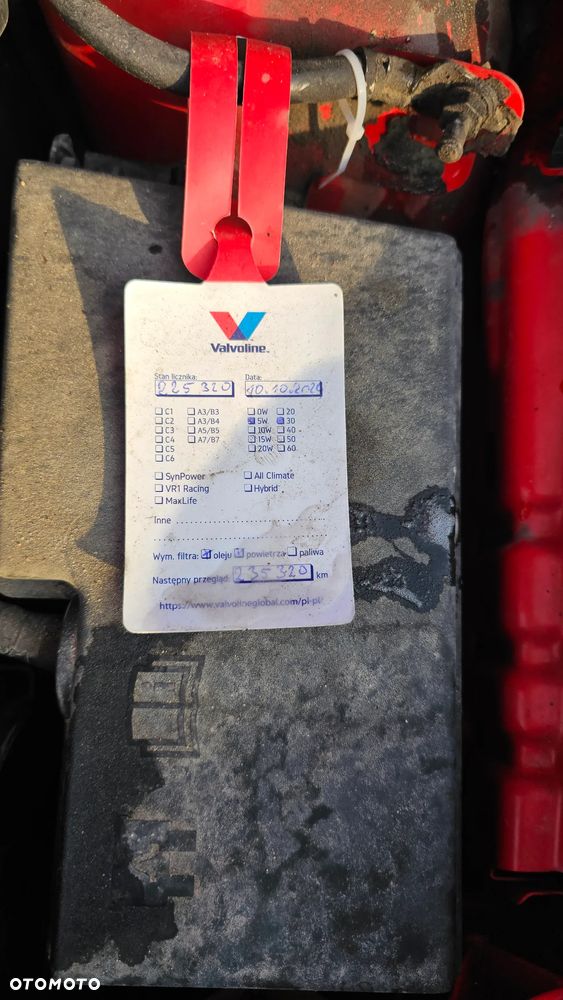 Valvoline™
Stan licznika: Data:
225 320 10.10.2024
C1 A3/B3 0W 20
C2 A3/B4 5W 30
C3 A5/B5 10W 40
C4 A7/B7 15W 50
C5 20W 60
C6
SynPower All Climate
VR1 Racing Hybrid
MaxLife
Inne
Wym. filtra: oleju powietrza paliwa
Następny przegląd: 235 320 km
https://www.valvolineglobal.com/pl-pl/
OTOMOTO